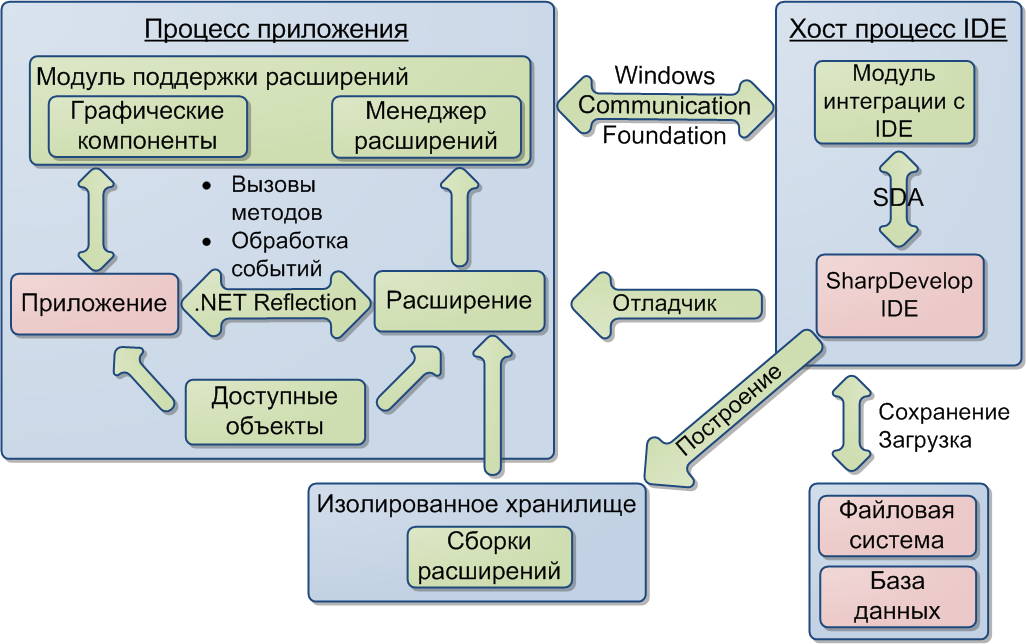 Процесс приложения
Модуль поддержки расширений
Графические
компоненты
Менеджер
расширений
Windows
Communication
Foundation
Хост процесс IDE
Модуль
интеграции с
IDE
SDA
SharpDevelop
IDE
• Вызовы
методов
• Обработка
событий
Приложение
.NET Reflection
Расширение
Отладчик
Доступные
объекты
Построение
Сохранение
Загрузка
Изолированное хранилище
Сборки
расширений
Файловая
система
База
данных